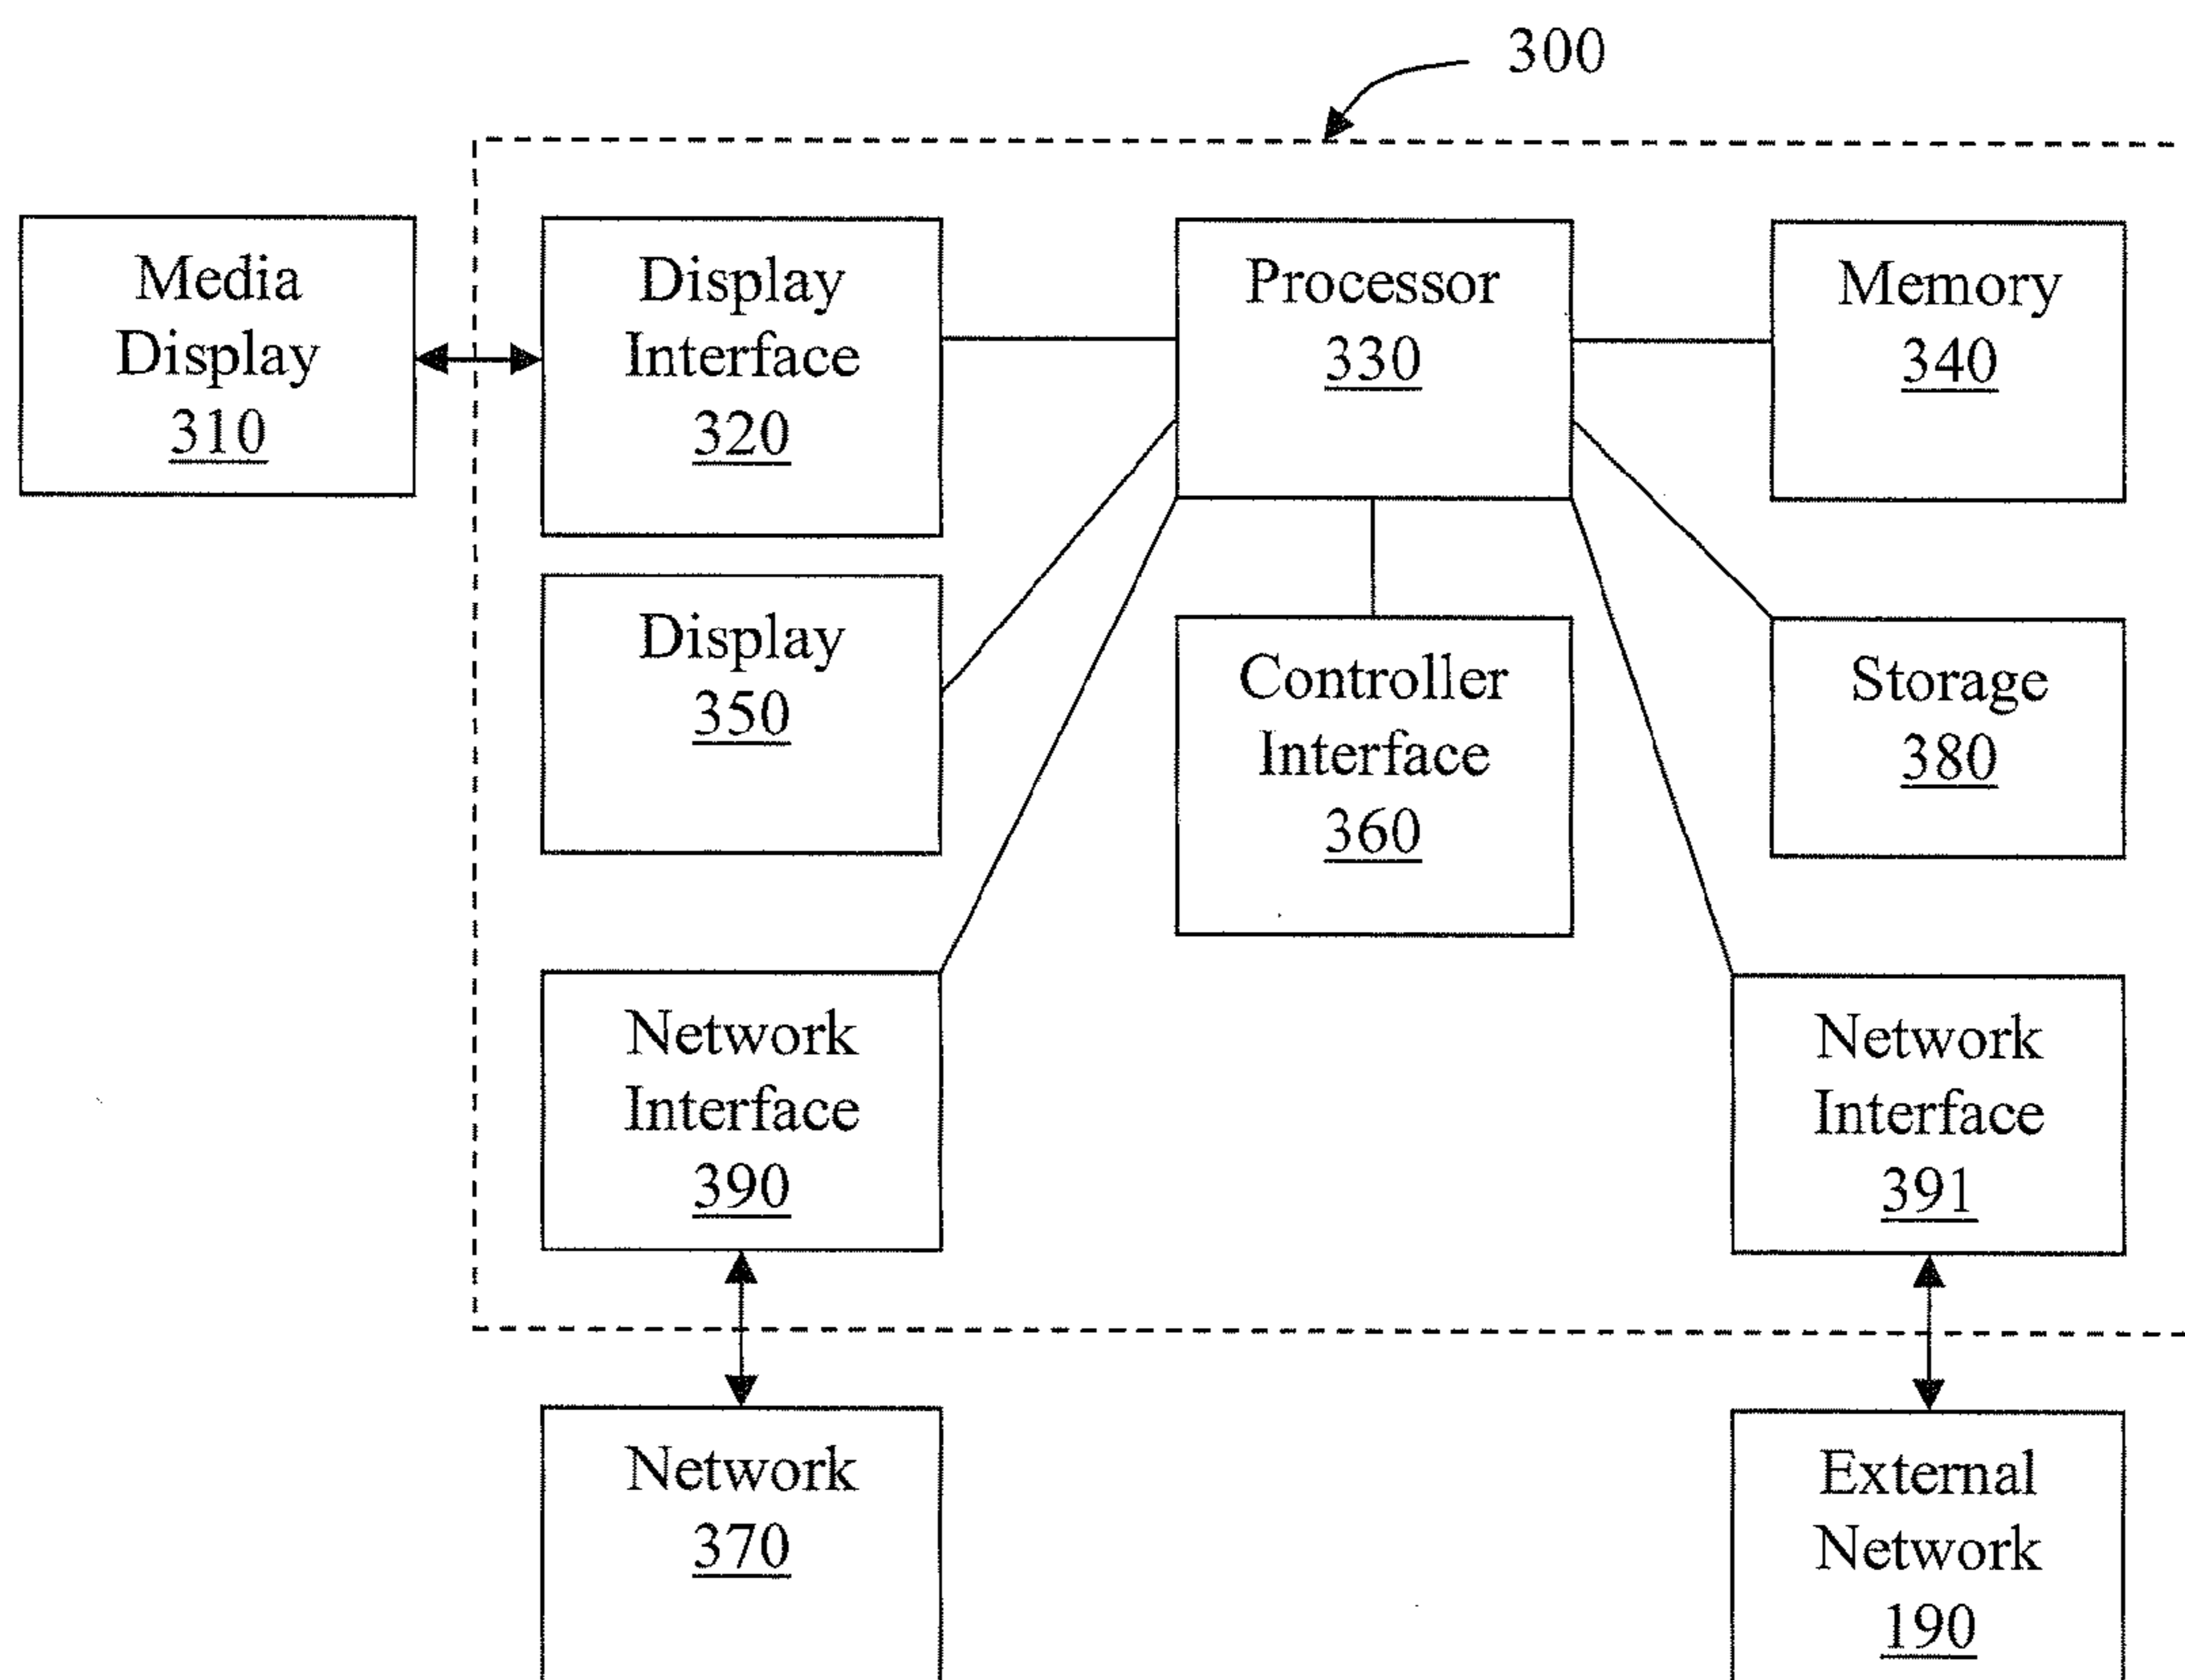 300
Media
Display
310
Display
Interface
320
Processor
330
Memory
340
Display
350
Controller
Interface
360
Storage
380
Network
Interface
390
Network
Interface
391
Network
370
External
Network
190